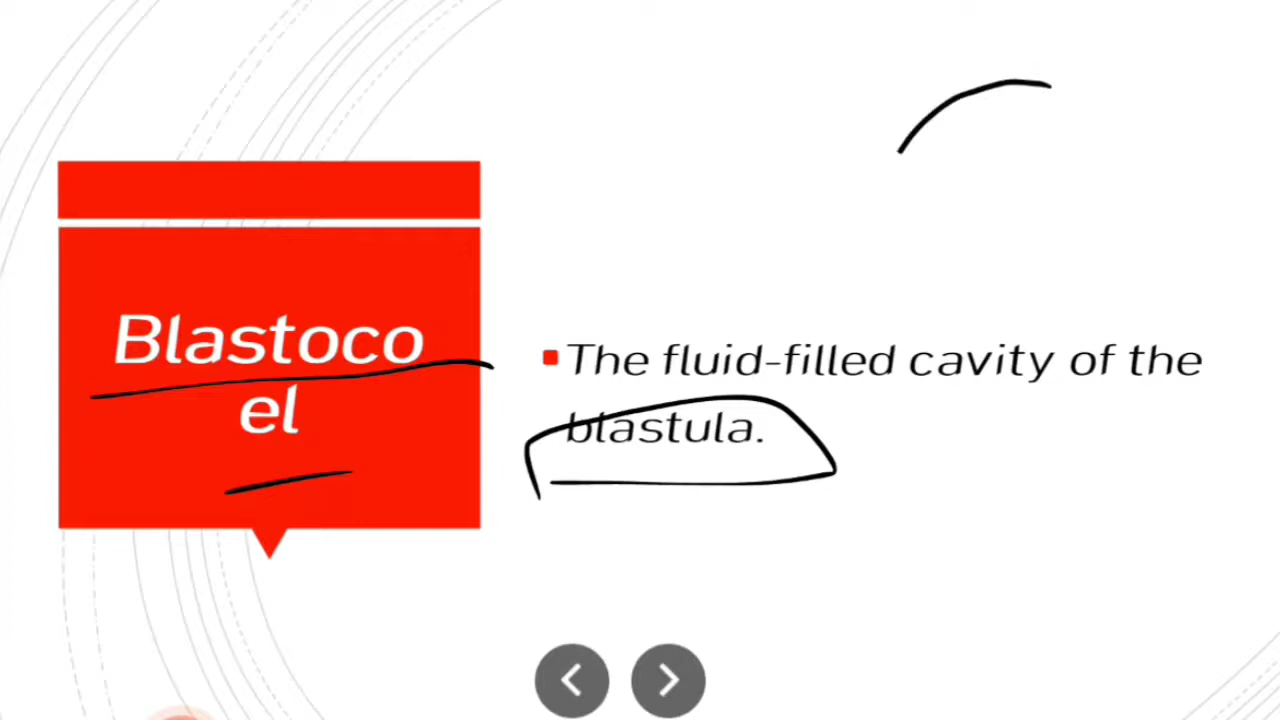 Blastoco
el
The fluid-filled cavity of the
blastula.